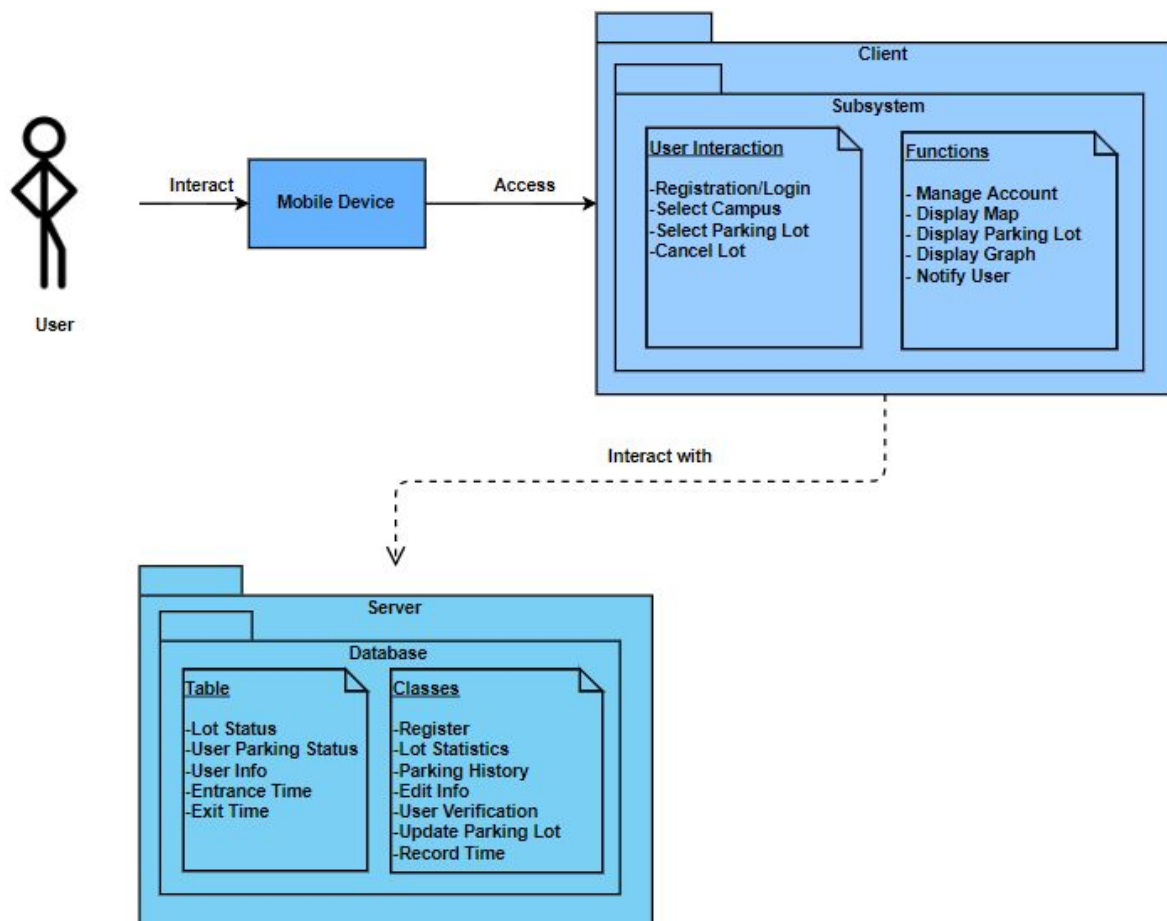 Client
Subsystem
User Interaction
-Registration/Login
-Select Campus
-Select Parking Lot
-Cancel Lot
Functions
- Manage Account
- Display Map
- Display Parking Lot
- Display Graph
- Notify User
Interact
Mobile Device
Access
User
Interact with
Server
Database
Table
-Lot Status
-User Parking Status
-User Info
-Entrance Time
-Exit Time
Classes
-Register
-Lot Statistics
-Parking History
-Edit Info
-User Verification
-Update Parking Lot
-Record Time